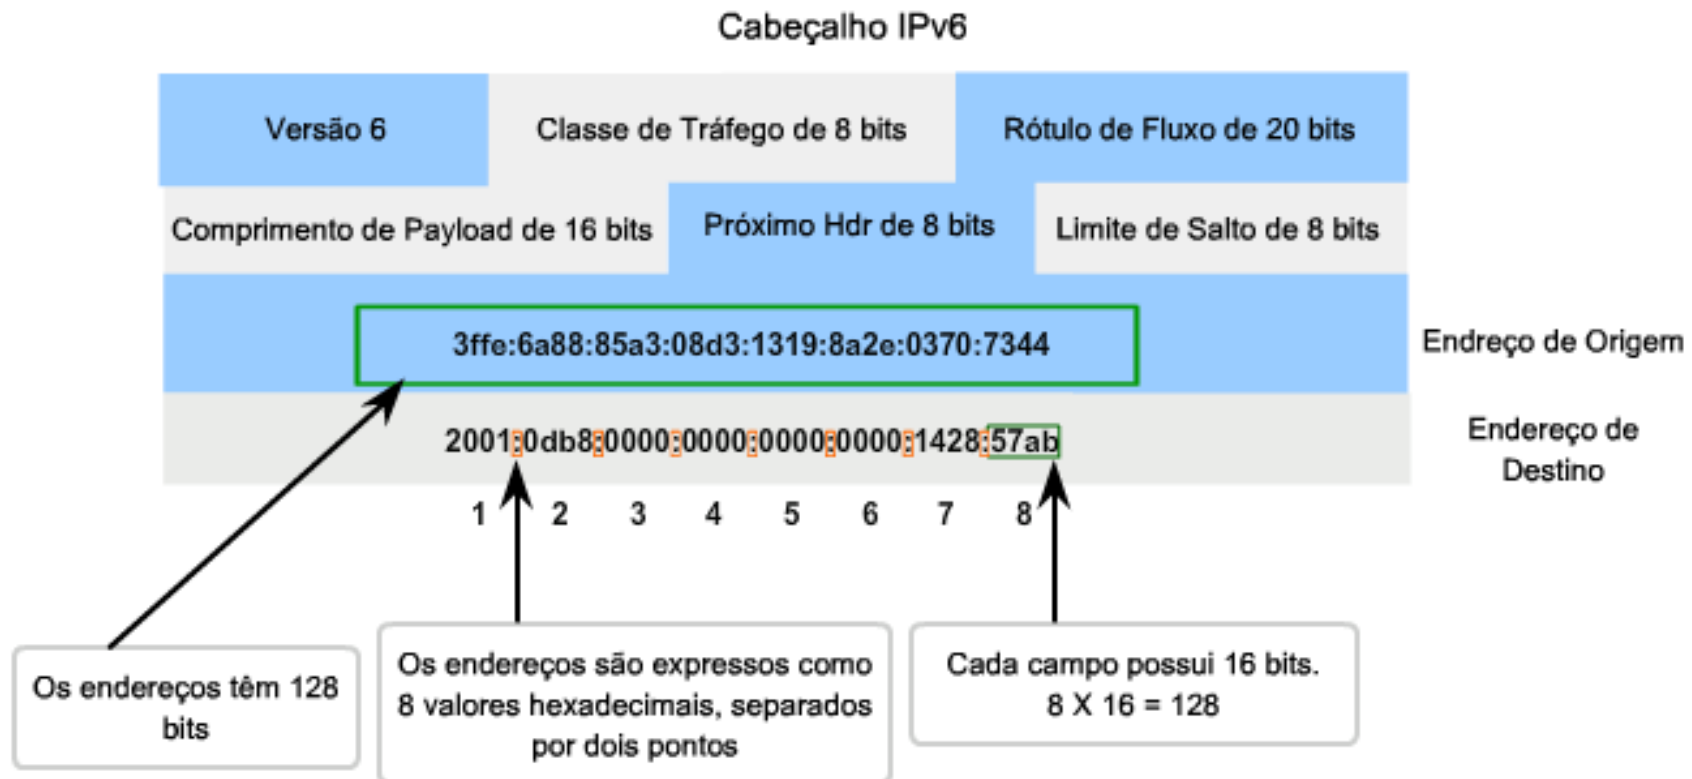 Cabeçalho IPv6
Versão 6
Classe de Tráfego de 8 bits
Rótulo de Fluxo de 20 bits
Comprimento de Payload de 16 bits
Próximo Hdr de 8 bits
Limite de Salto de 8 bits
3ffe:6a88:85a3:08d3:1319:8a2e:0370:7344
Endreço de Origem
2001:0db8:0000:0000:0000:0000:1428:57ab
Endereço de
Destino
1 2 3 4 5 6 7 8
Os endereços têm 128
bits
Os endereços são expressos como
8 valores hexadecimais, separados
por dois pontos
Cada campo possui 16 bits.
8 X 16 = 128